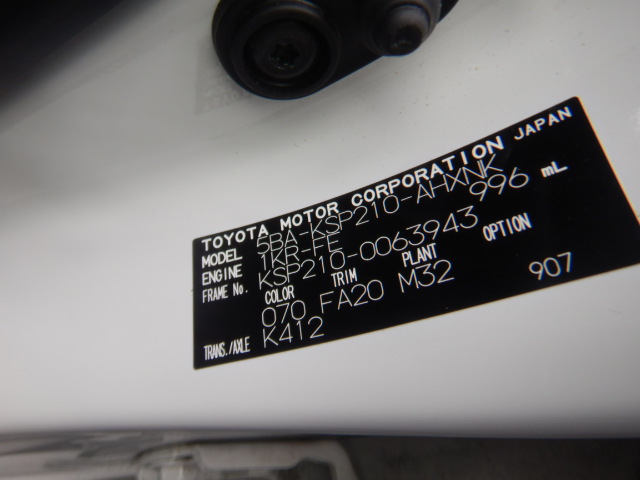 TOYOTA MOTOR CORPORATION JAPAN
MODEL 5BA-KSP210-AHXNK
ENGINE 1KR-FE 996 mL
FRAME No. KSP210-0063943
COLOR TRIM PLANT OPTION
070 FA20 M32 907
TRANS./AXLE K412